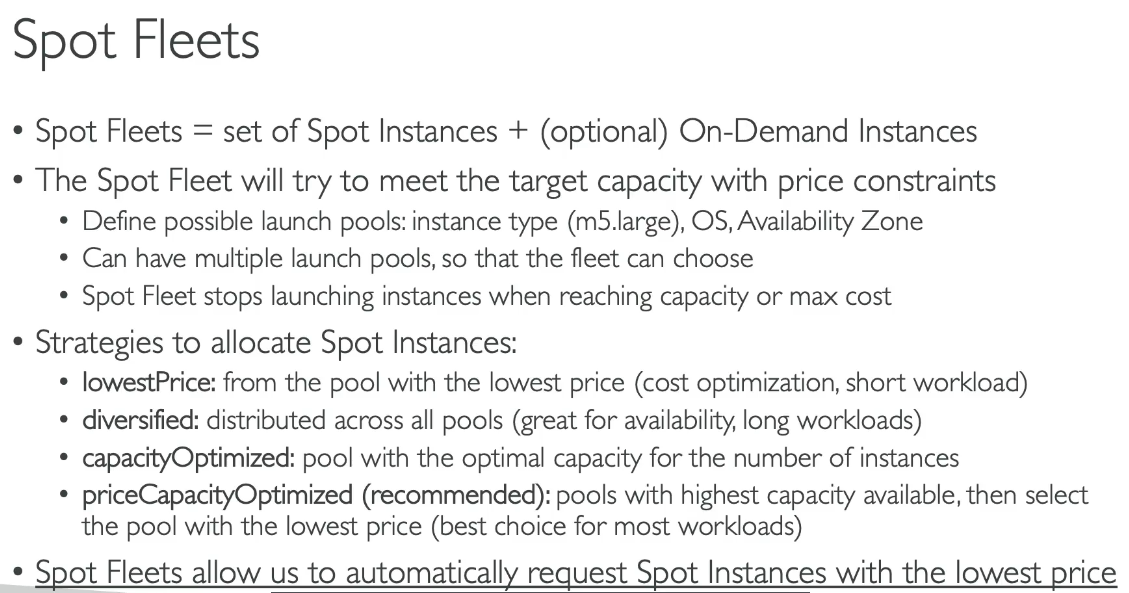 Spot Fleets
• Spot Fleets = set of Spot Instances + (optional) On-Demand Instances
• The Spot Fleet will try to meet the target capacity with price constraints
• Define possible launch pools: instance type (m5.large), OS, Availability Zone
• Can have multiple launch pools, so that the fleet can choose
• Spot Fleet stops launching instances when reaching capacity or max cost
• Strategies to allocate Spot Instances:
• lowestPrice: from the pool with the lowest price (cost optimization, short workload)
• diversified: distributed across all pools (great for availability, long workloads)
• capacityOptimized: pool with the optimal capacity for the number of instances
• priceCapacityOptimized (recommended): pools with highest capacity available, then select
the pool with the lowest price (best choice for most workloads)
• Spot Fleets allow us to automatically request Spot Instances with the lowest price